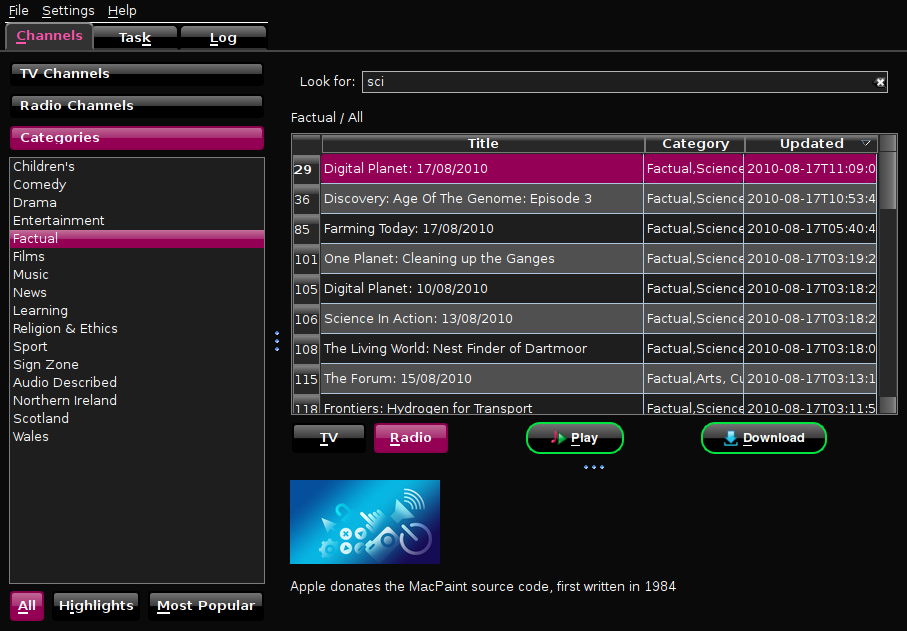 File Settings Help
Channels Task Log
TV Channels
Radio Channels
Categories
Children's
Comedy
Drama
Entertainment
Factual
Films
Music
News
Learning
Religion & Ethics
Sport
Sign Zone
Audio Described
Northern Ireland
Scotland
Wales
All Highlights Most Popular
Look for: sci
Factual / All
Title Category Updated
29 Digital Planet: 17/08/2010 Factual,Science 2010-08-17T11:09:0
36 Discovery: Age Of The Genome: Episode 3 Factual,Science 2010-08-17T10:53:4
85 Farming Today: 17/08/2010 Factual,Science 2010-08-17T05:40:4
101 One Planet: Cleaning up the Ganges Factual,Science 2010-08-17T03:19:2
105 Digital Planet: 10/08/2010 Factual,Science 2010-08-17T03:18:2
106 Science In Action: 13/08/2010 Factual,Science 2010-08-17T03:18:2
108 The Living World: Nest Finder of Dartmoor Factual,Science 2010-08-17T03:18:0
115 The Forum: 15/08/2010 Factual,Arts, Cu 2010-08-17T03:13:1
118 Frontiers: Hydrogen for Transport Factual,Science 2010-08-17T03:11:5
TV Radio Play Download
Apple donates the MacPaint source code, first written in 1984